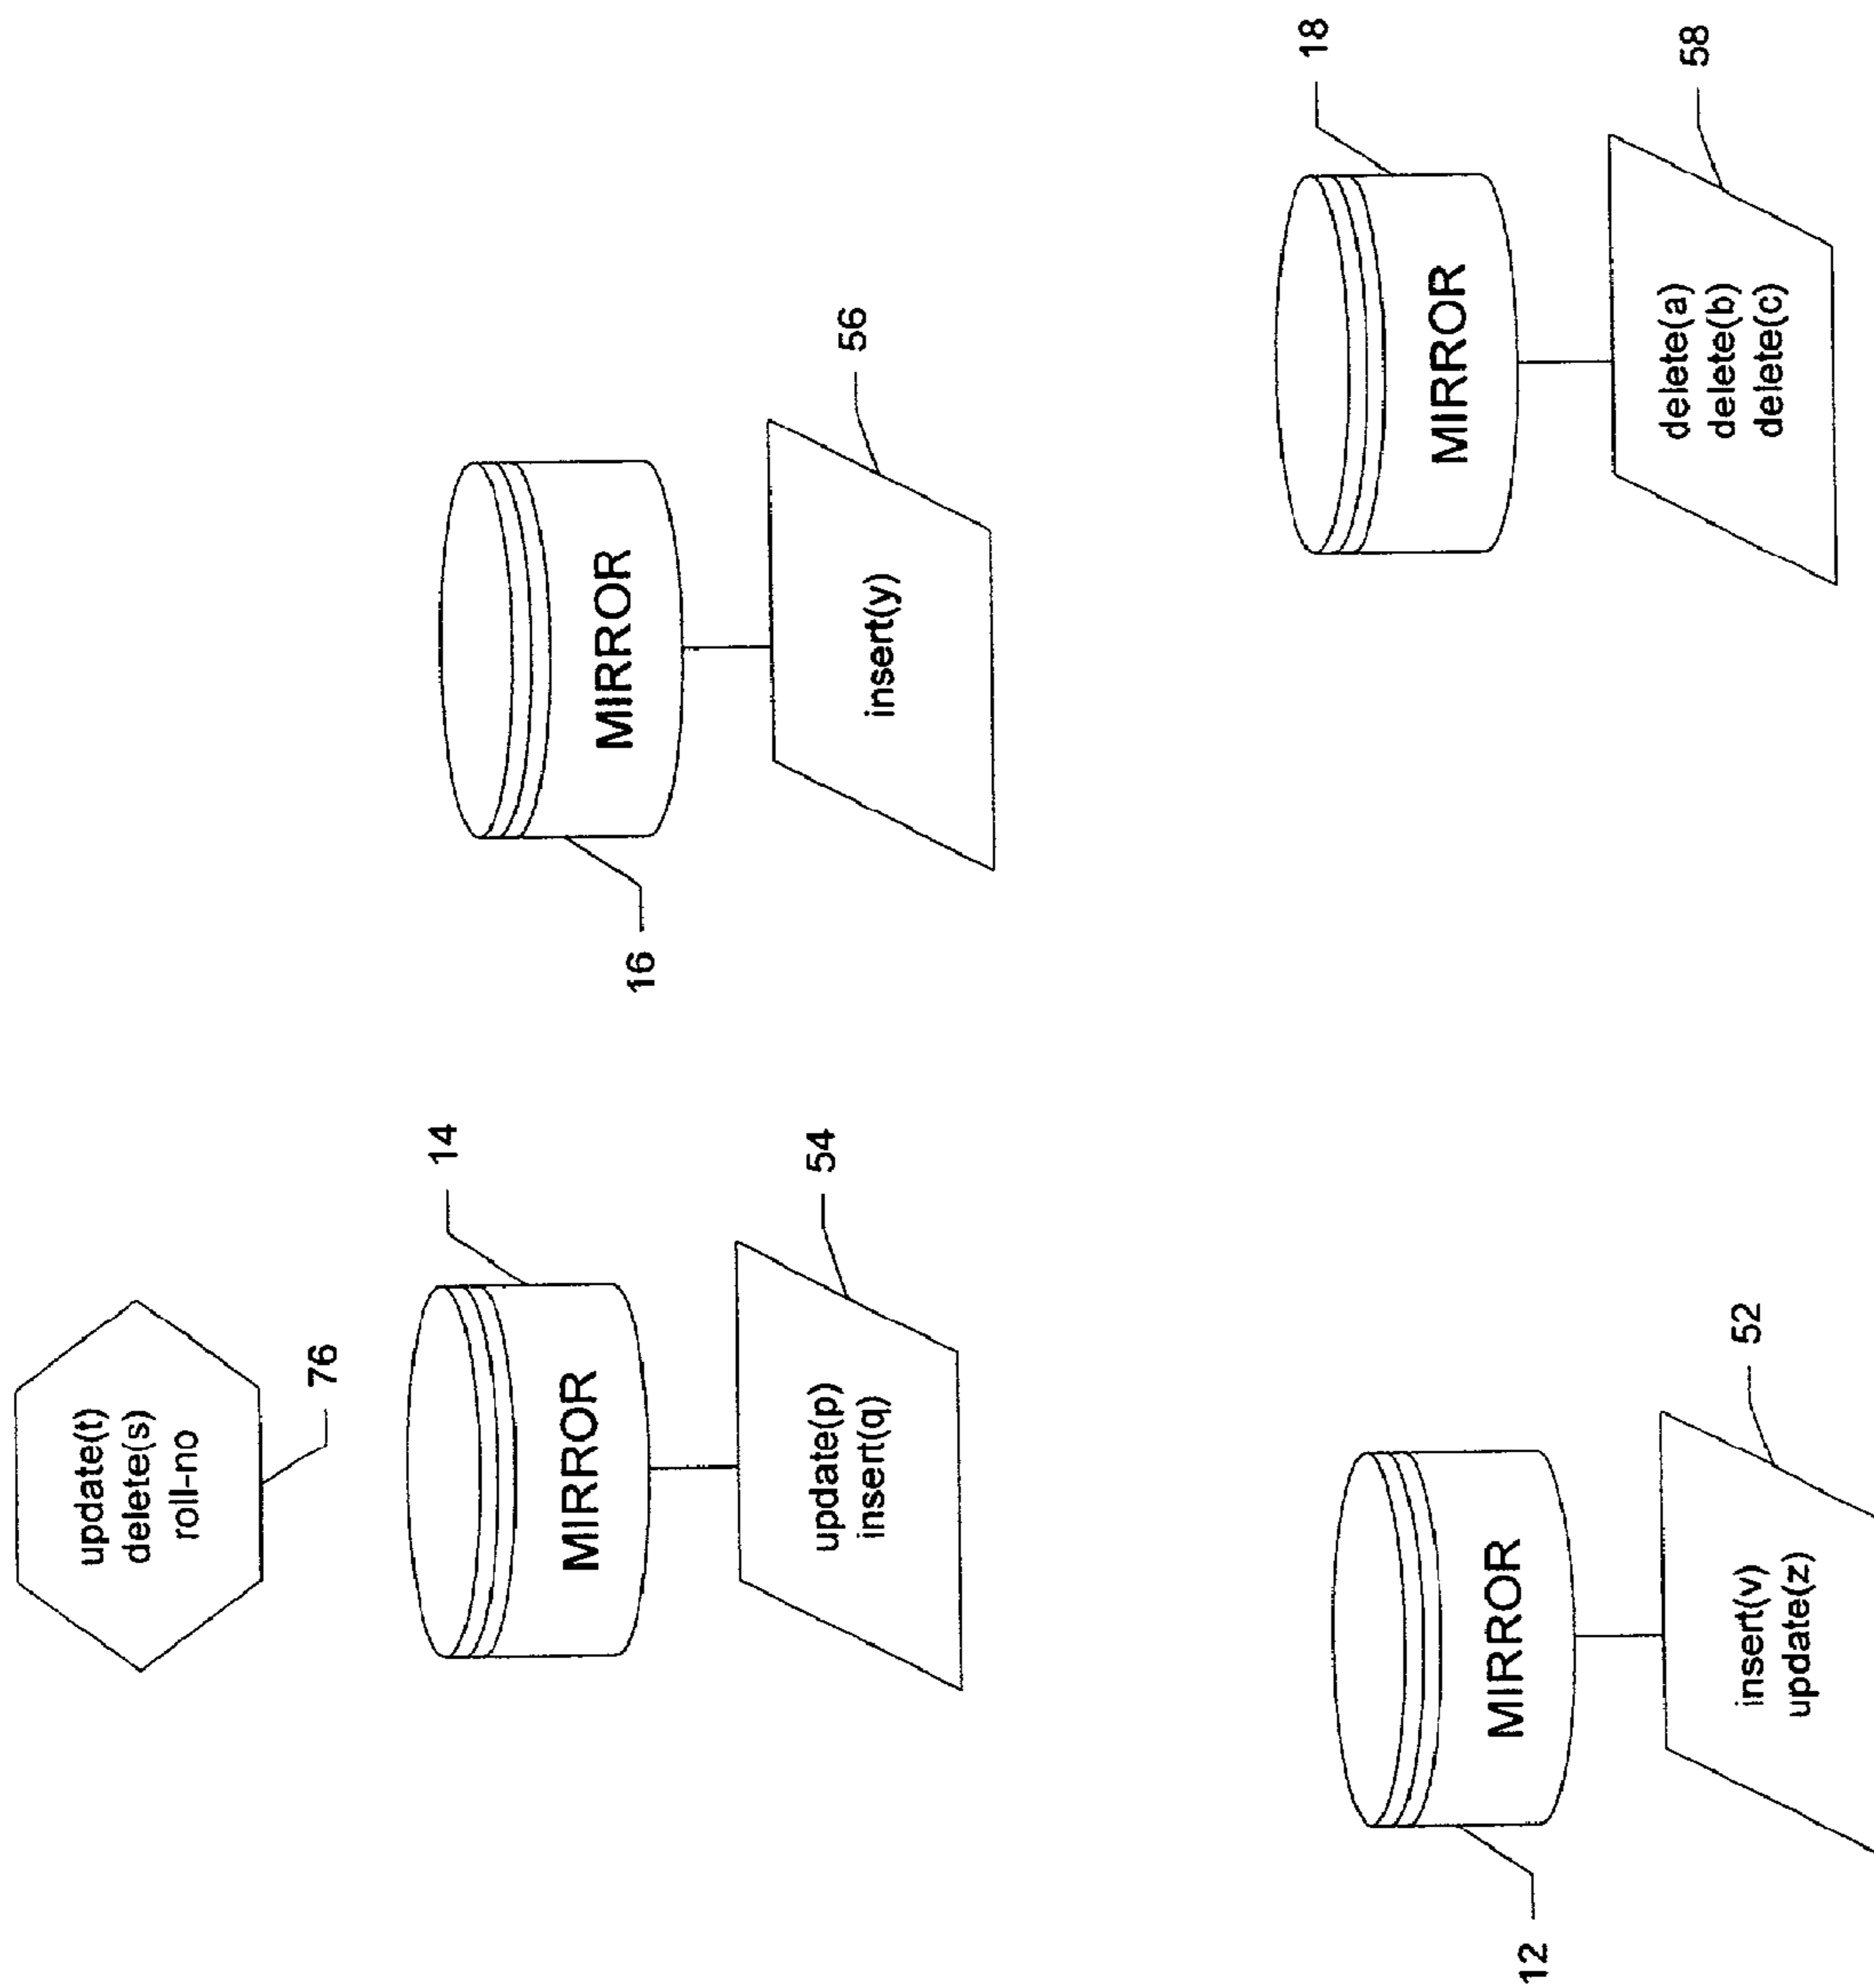 update(t)
delete(s)
roll-no
76
14
MIRROR
update(p)
insert(q)
54
16
MIRROR
insert(y)
56
12
MIRROR
insert(v)
update(z)
52
18
MIRROR
delete(a)
delete(b)
delete(c)
58